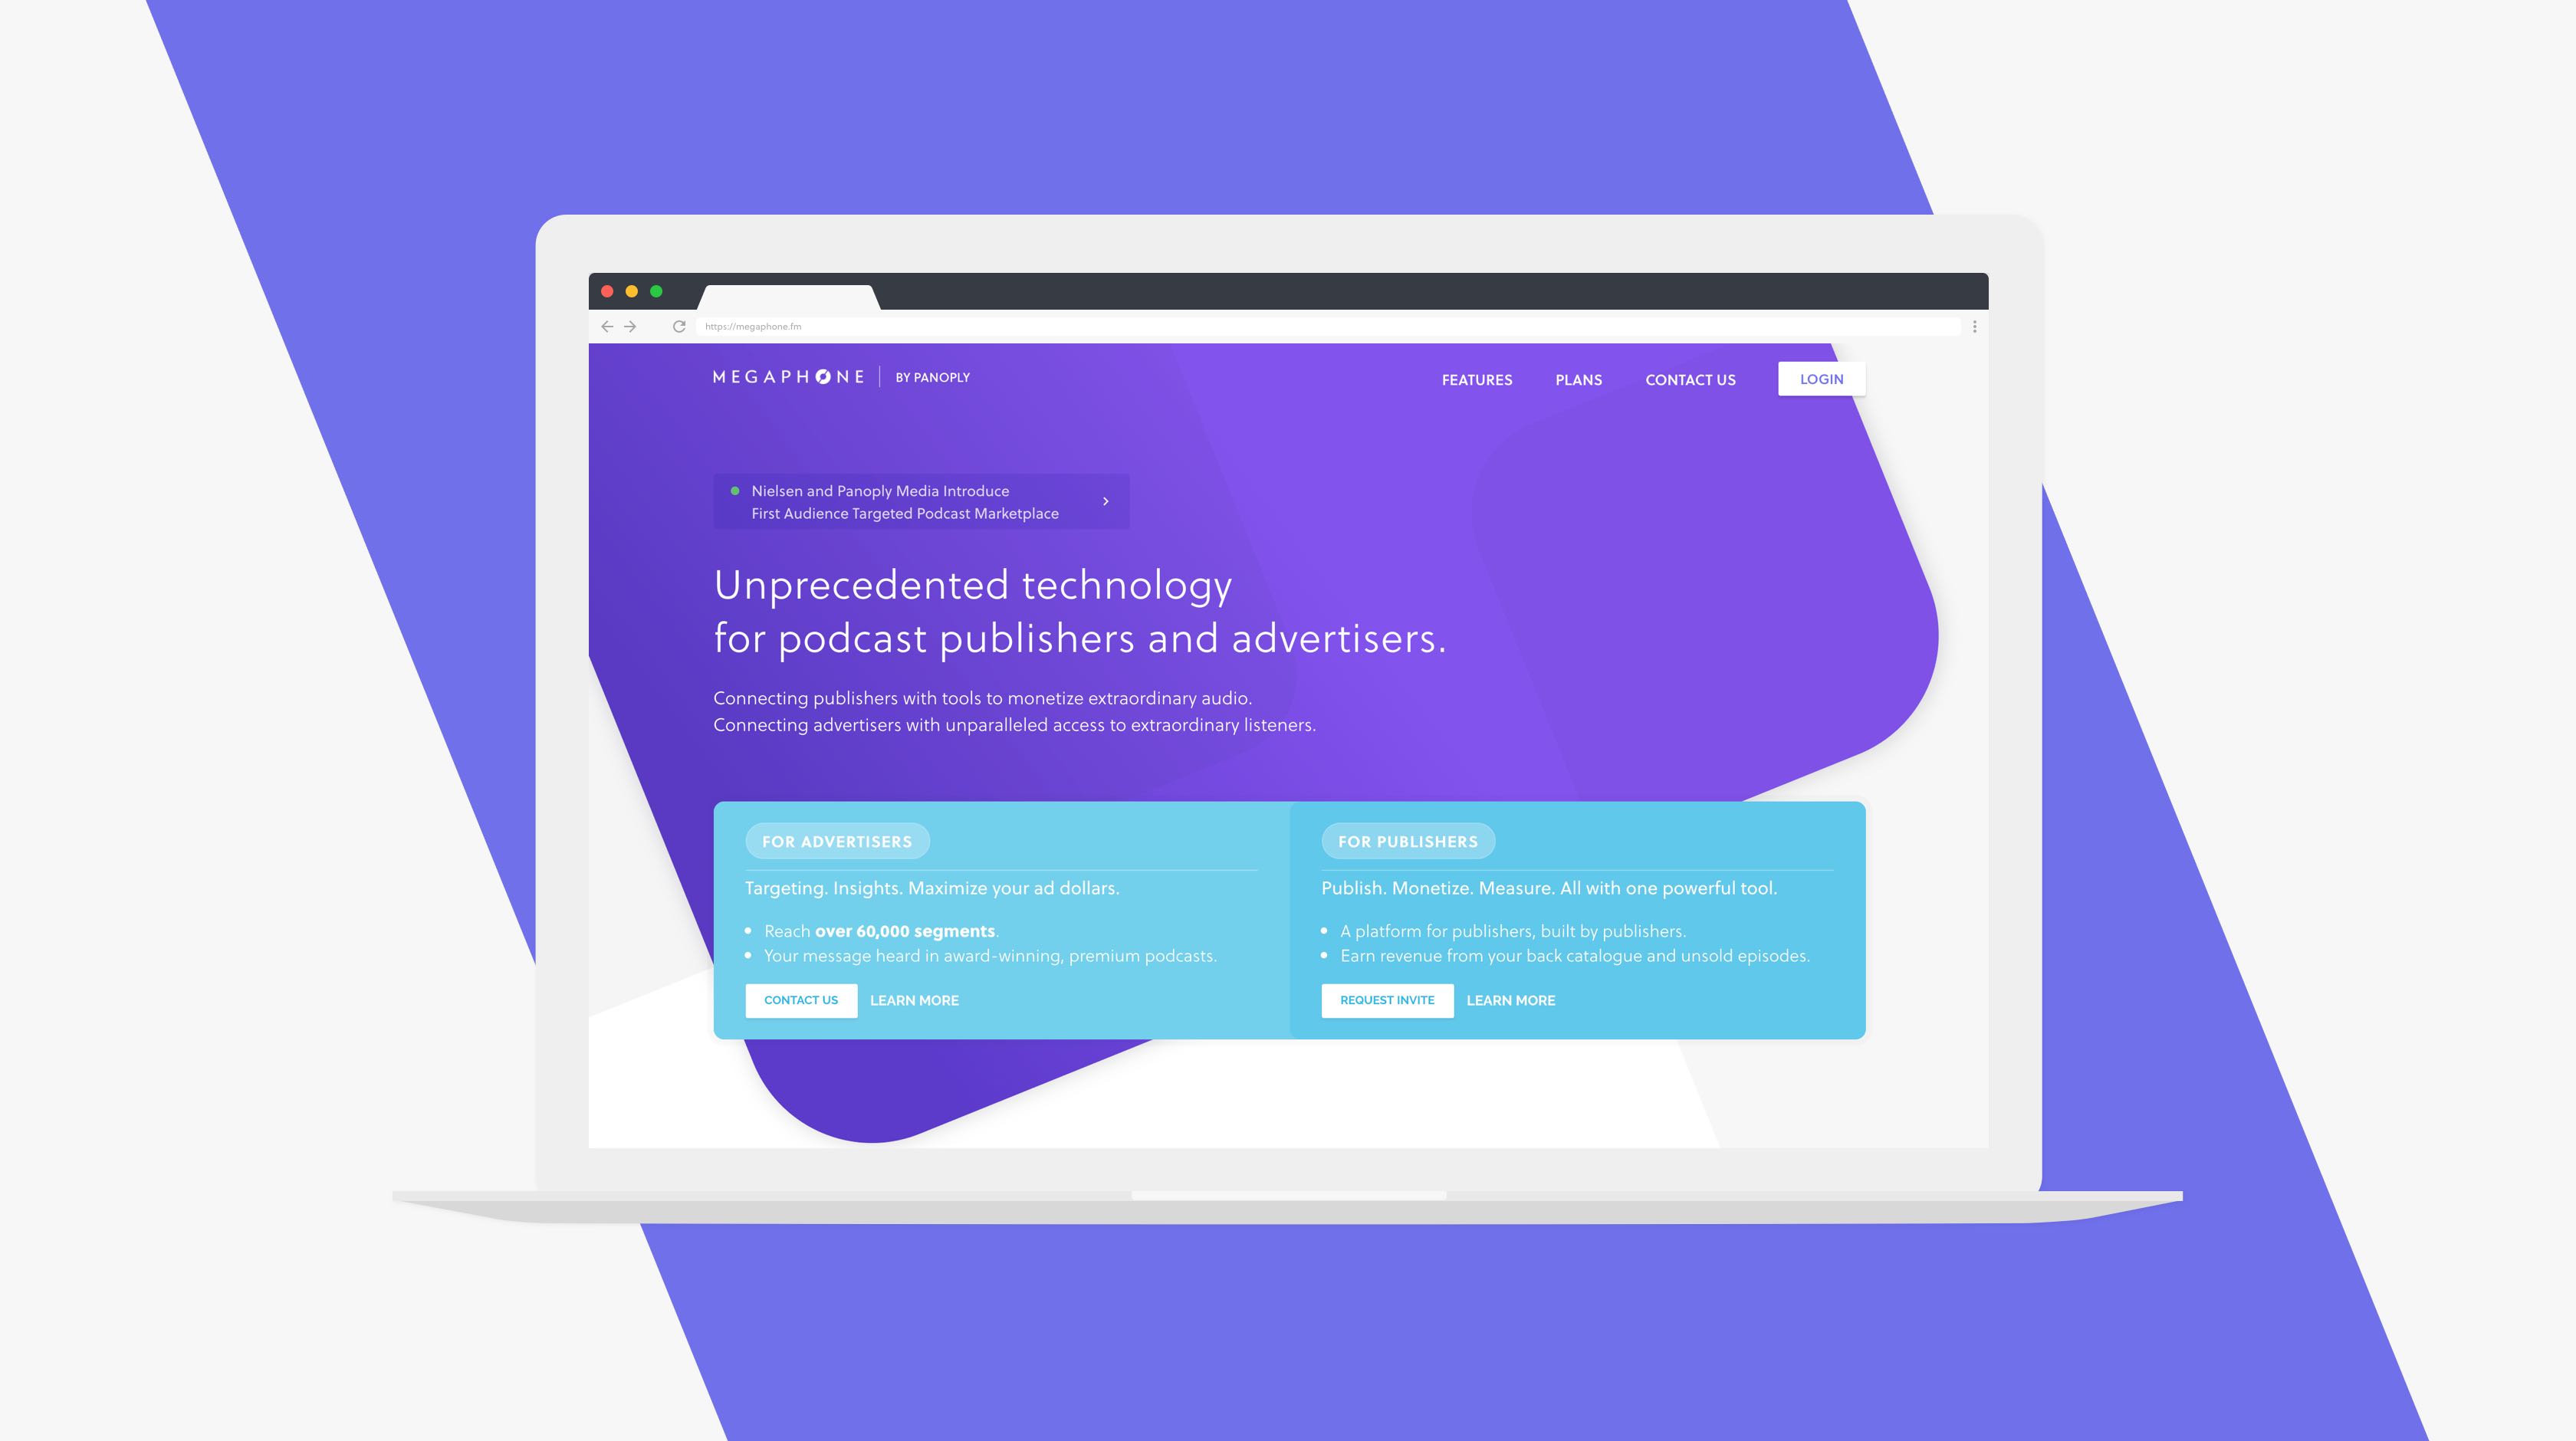 https://megaphone.fm
MEGAPHONE | BY PANOPLY
FEATURES PLANS CONTACT US LOGIN
Nielsen and Panoply Media Introduce
First Audience Targeted Podcast Marketplace
Unprecedented technology
for podcast publishers and advertisers.
Connecting publishers with tools to monetize extraordinary audio.
Connecting advertisers with unparalleled access to extraordinary listeners.
FOR ADVERTISERS
Targeting. Insights. Maximize your ad dollars.
Reach over 60,000 segments.
Your message heard in award-winning, premium podcasts.
CONTACT US LEARN MORE
FOR PUBLISHERS
Publish. Monetize. Measure. All with one powerful tool.
A platform for publishers, built by publishers.
Earn revenue from your back catalogue and unsold episodes.
REQUEST INVITE LEARN MORE